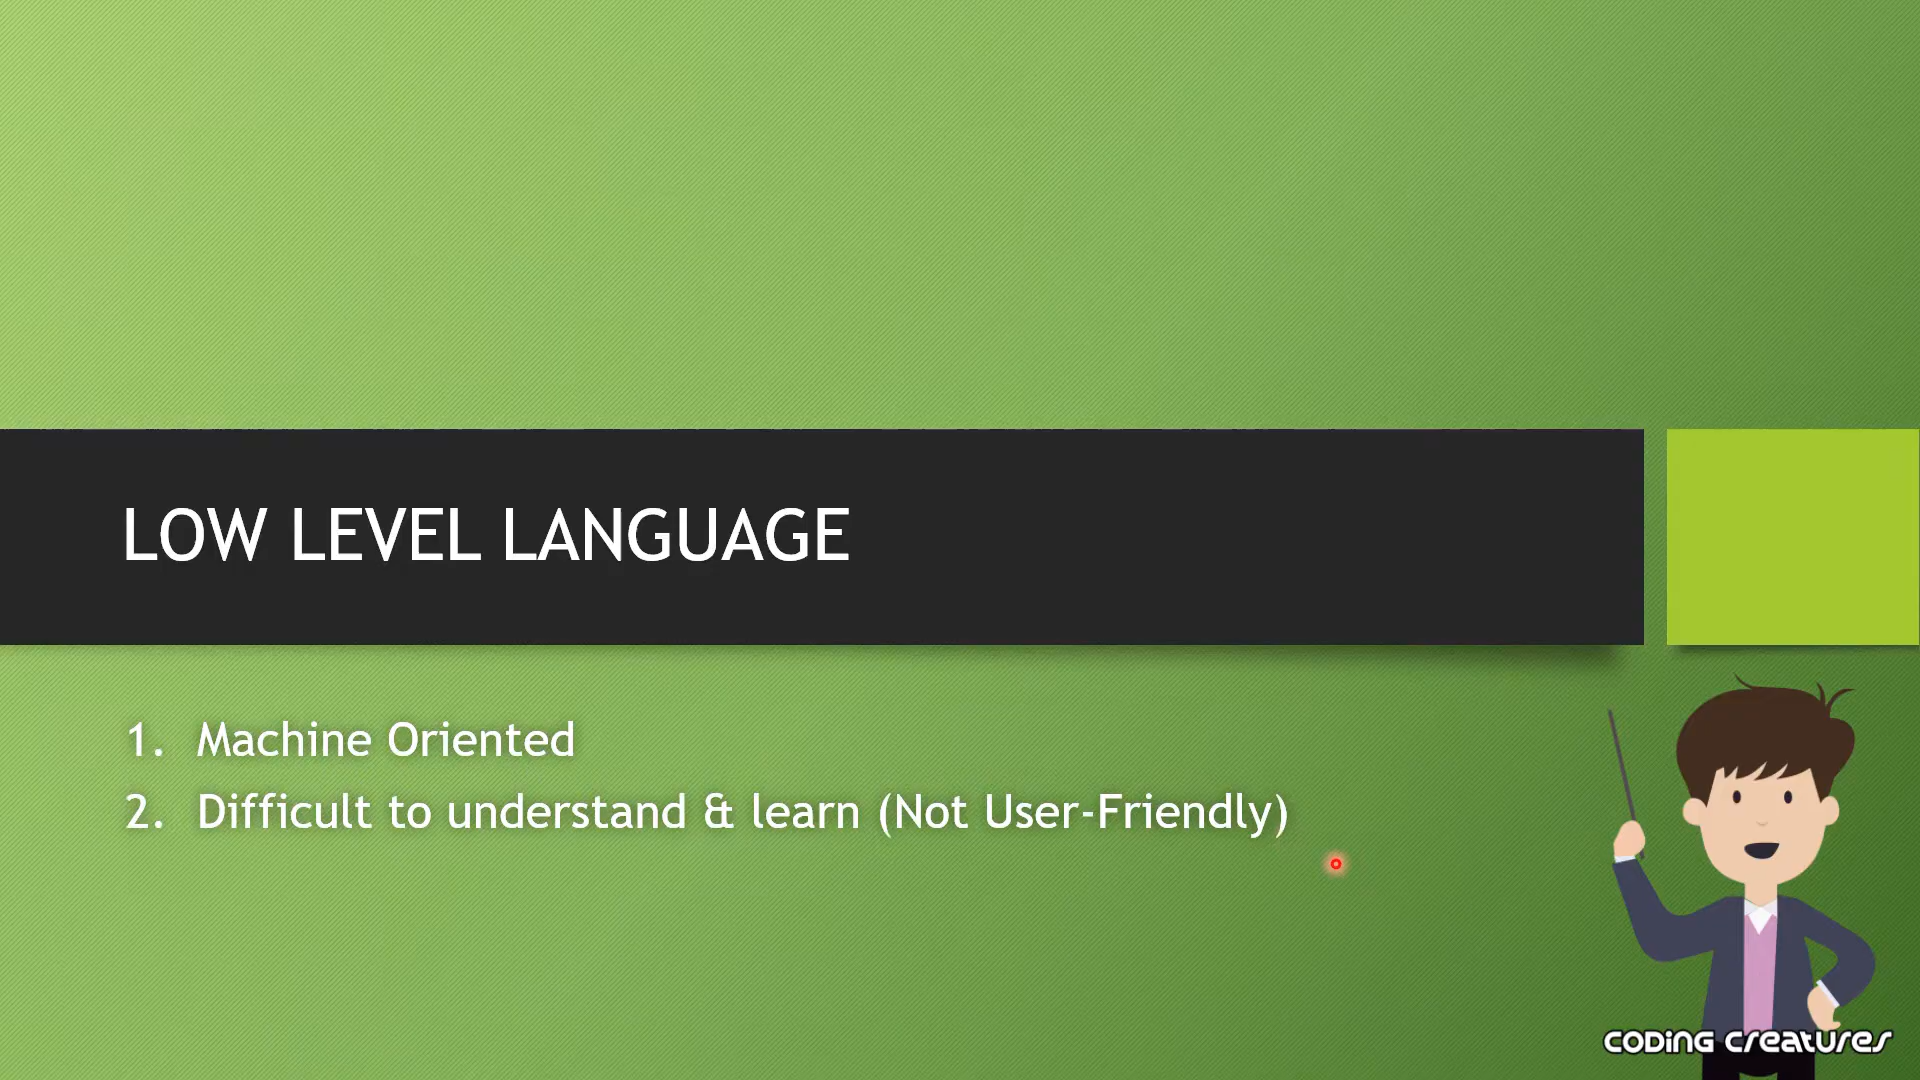 LOW LEVEL LANGUAGE
1. Machine Oriented
2. Difficult to understand & learn (Not User-Friendly)
CODING CREATURES